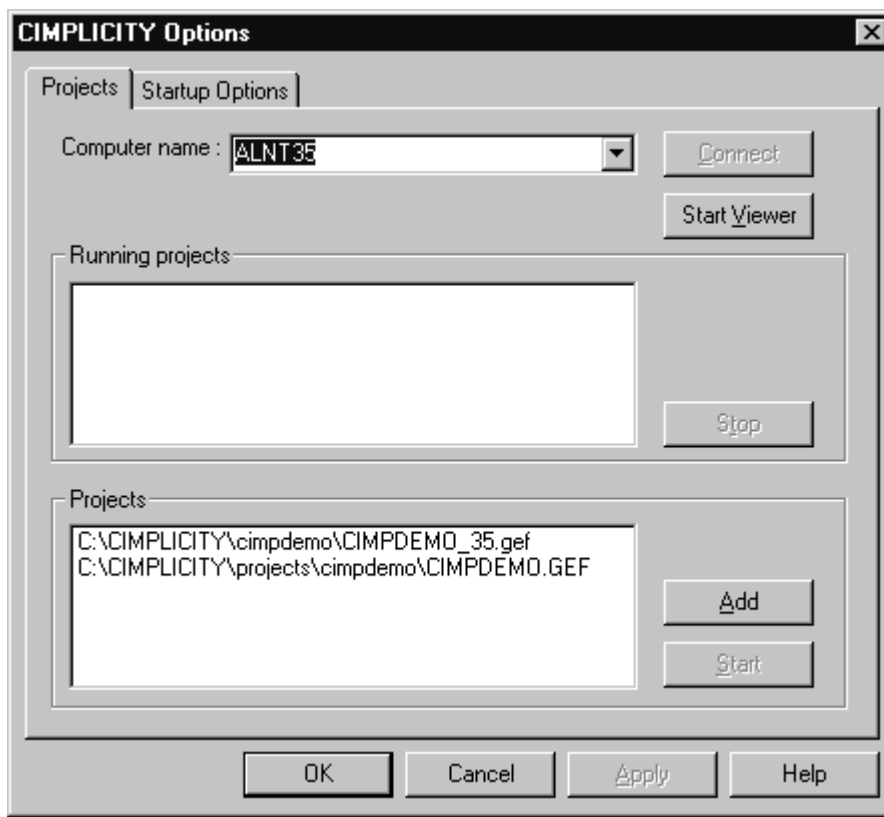 CIMPLICITY Options
Projects
Startup Options
Computer name :
ALNT35
Connect
Start Viewer
Running projects
Stop
Projects
C:\CIMPLICITY\cimpdemo\CIMPDEMO_35.gef
C:\CIMPLICITY\projects\cimpdemo\CIMPDEMO.GEF
Add
Start
OK
Cancel
Apply
Help